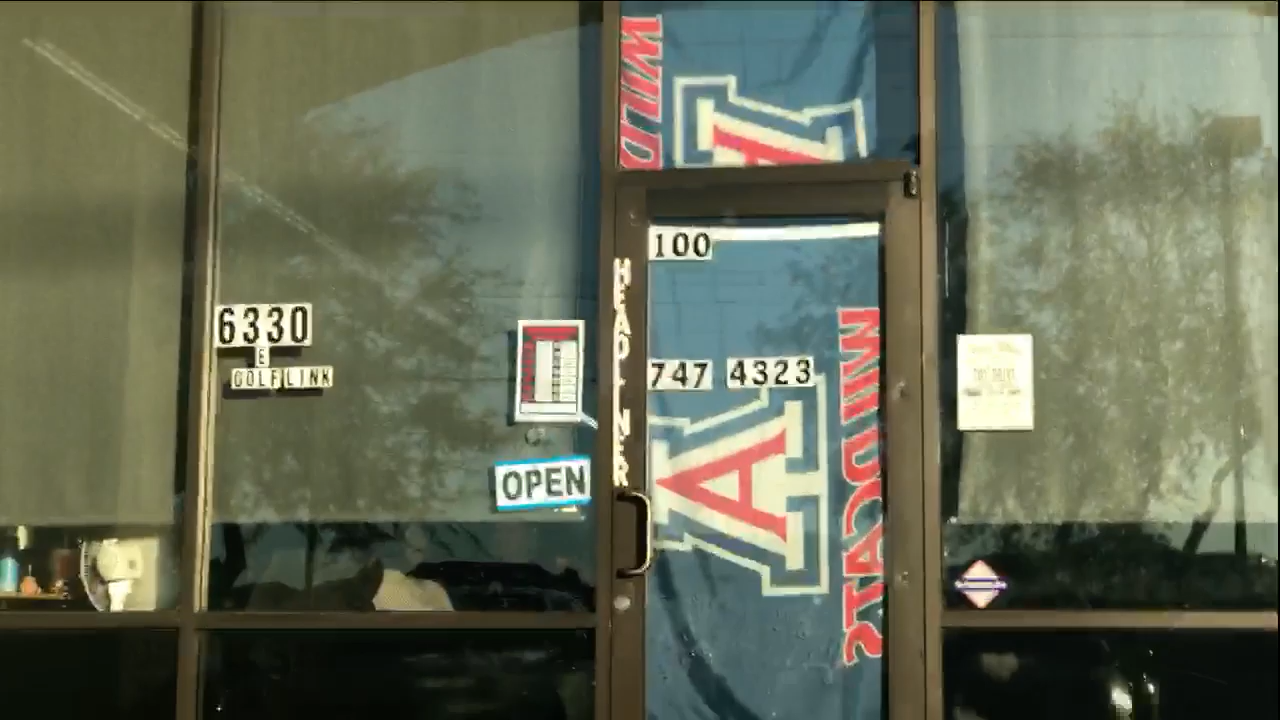 WILD
A
100
HEADLINER
6330
E
GOLFLINK
747 4323
WILDCATS
A
OPEN